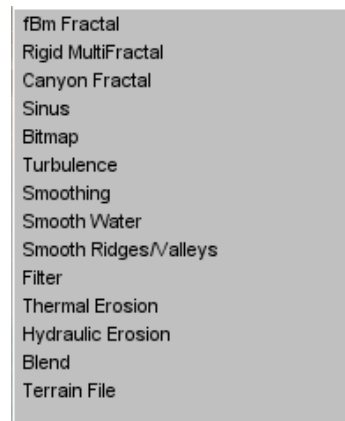 fBm Fractal
Rigid MultiFractal
Canyon Fractal
Sinus
Bitmap
Turbulence
Smoothing
Smooth Water
Smooth Ridges/Valleys
Filter
Thermal Erosion
Hydraulic Erosion
Blend
Terrain File